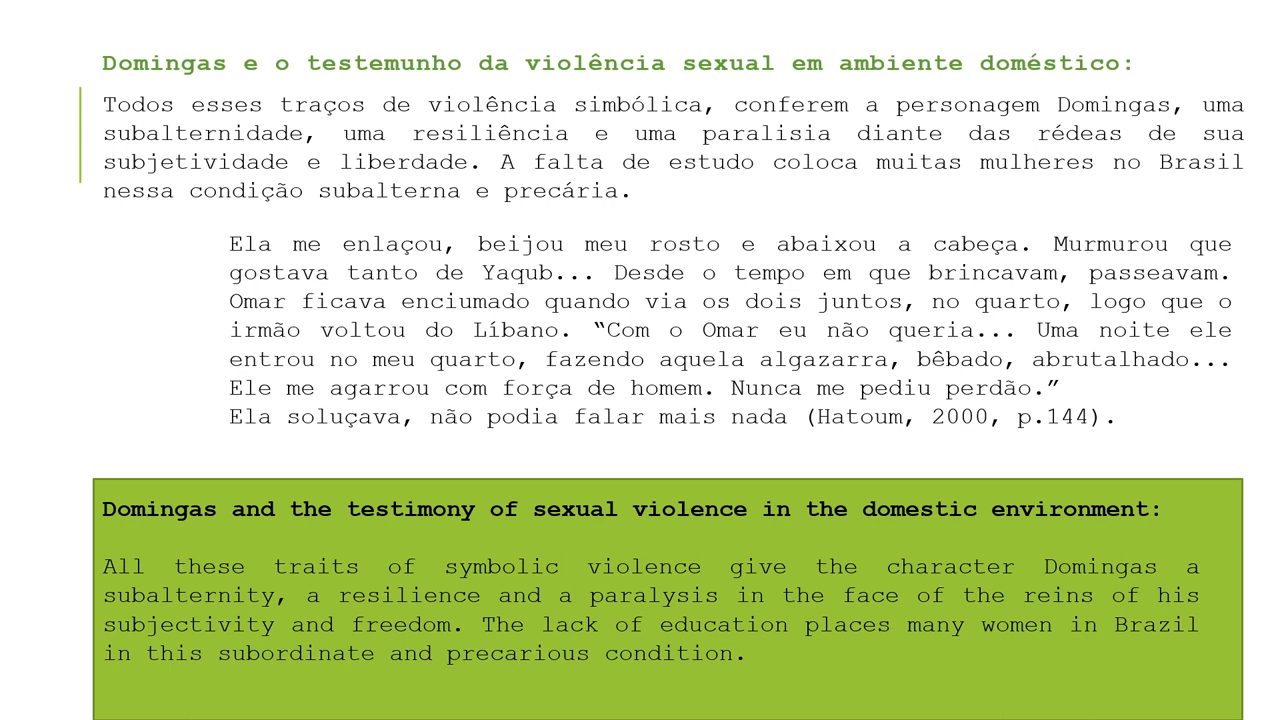 Domingas e o testemunho da violência sexual em ambiente doméstico:
Todos esses traços de violência simbólica, conferem a personagem Domingas, uma
subalternidade, uma resiliência e uma paralisia diante das rédeas de sua
subjetividade e liberdade. A falta de estudo coloca muitas mulheres no Brasil
nessa condição subalterna e precária.
Ela me enlaçou, beijou meu rosto e abaixou a cabeça. Murmurou que
gostava tanto de Yaqub... Desde o tempo em que brincavam, passeavam.
Omar ficava enciumado quando via os dois juntos, no quarto, logo que o
irmão voltou do Líbano. “Com o Omar eu não queria... Uma noite ele
entrou no meu quarto, fazendo aquela algazarra, bêbado, abrutalhado...
Ele me agarrou com força de homem. Nunca me pediu perdão.”
Ela soluçava, não podia falar mais nada (Hatoum, 2000, p.144).
Domingas and the testimony of sexual violence in the domestic environment:
All these traits of symbolic violence give the character Domingas a
subalternity, a resilience and a paralysis in the face of the reins of his
subjectivity and freedom. The lack of education places many women in Brazil
in this subordinate and precarious condition.